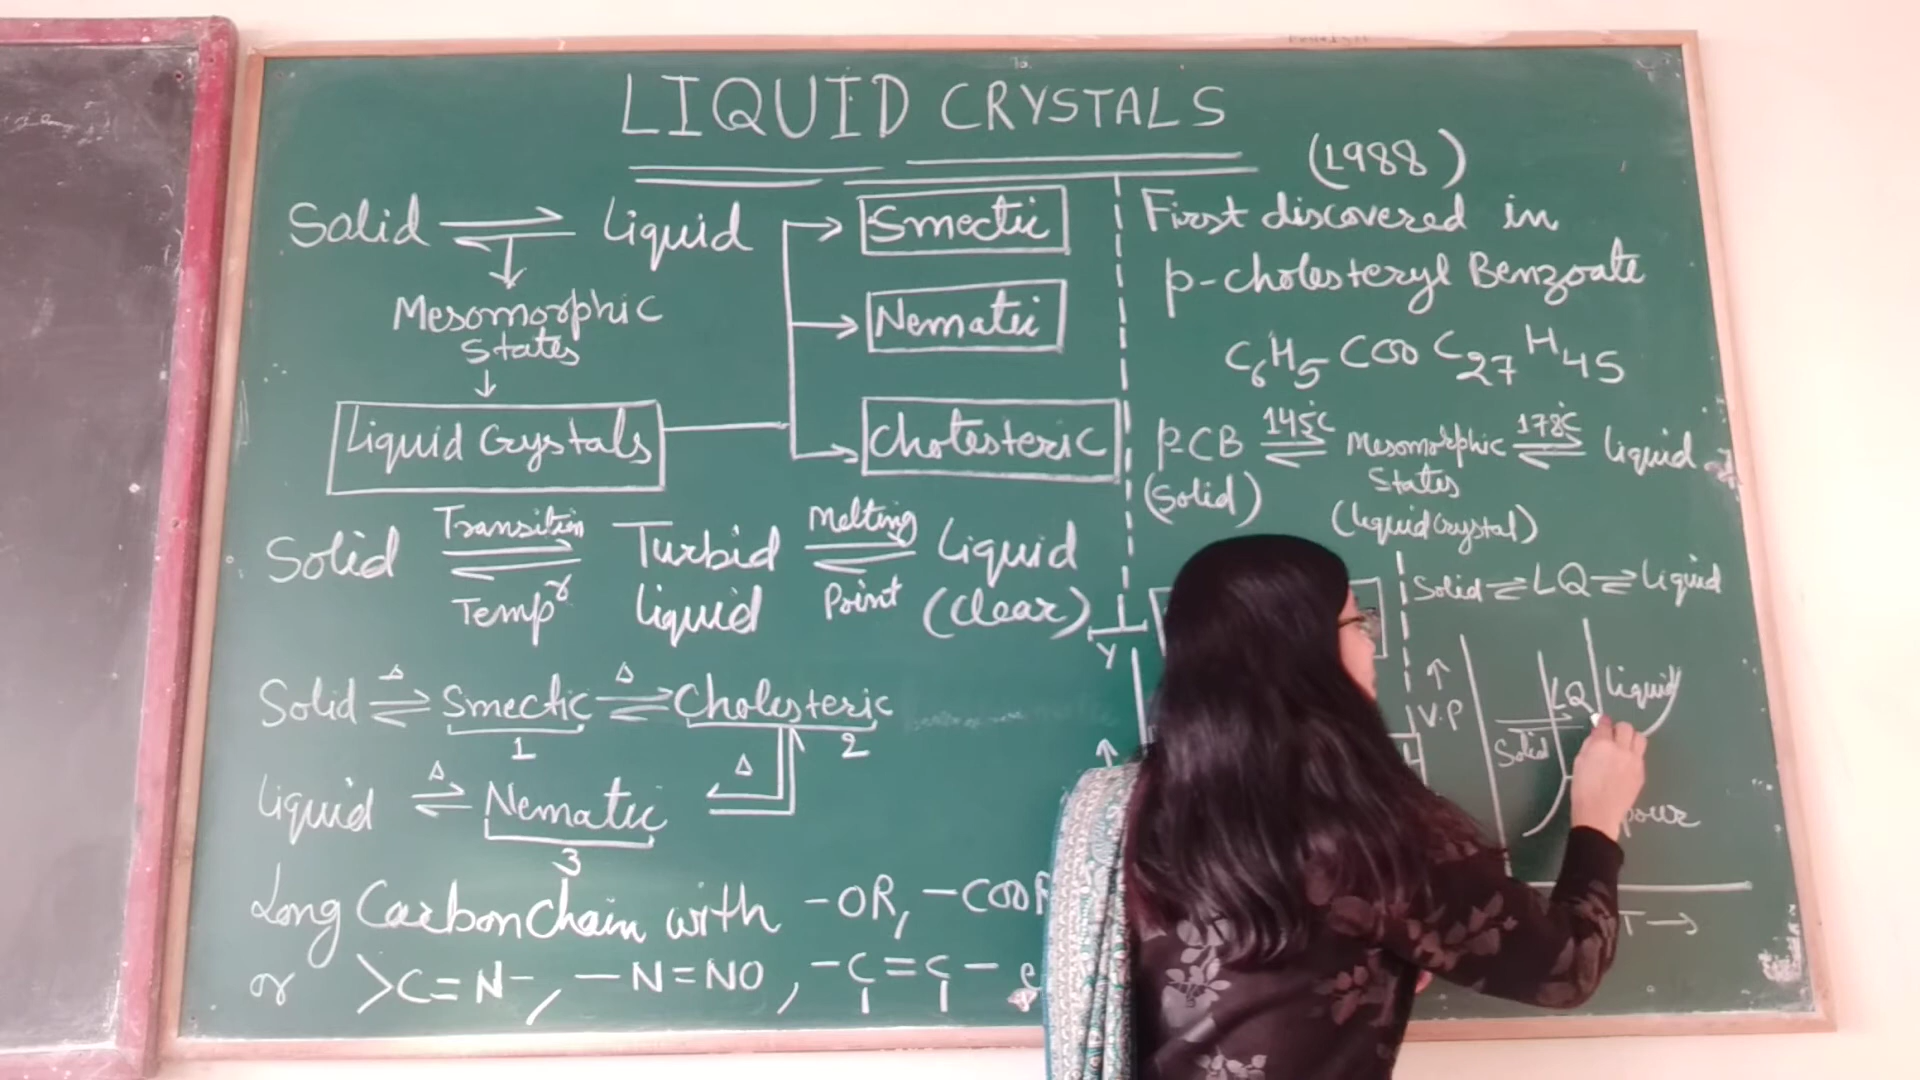 LIQUID CRYSTALS
Solid ⇌ Liquid
↓
Mesomorphic
States
↓
Liquid Crystals
Smectic
Nematic
Cholesteric
Solid ⇌ Turbid ⇌ Liquid
Transition Melting
Tempr liquid Point (Clear)
Solid ⇌ Smectic ⇌ Cholesteric
Δ Δ
1 2
Liquid ⇌ Nematic
Δ Δ
3
Long Carbon Chain with -OR, -COOR
or >C=N-, -N=NO, -C=C-
(1988)
First discovered in
p-cholesteryl Benzoate
C6H5 COO C27 H45
p-CB ⇌ Mesomorphic ⇌ Liquid
145°C 178°C
(Solid) States
(liquid crystal)
Solid ⇌ LQ ⇌ Liquid
Y
↑
↑
V.P
Solid
LQ
Liquid
T →